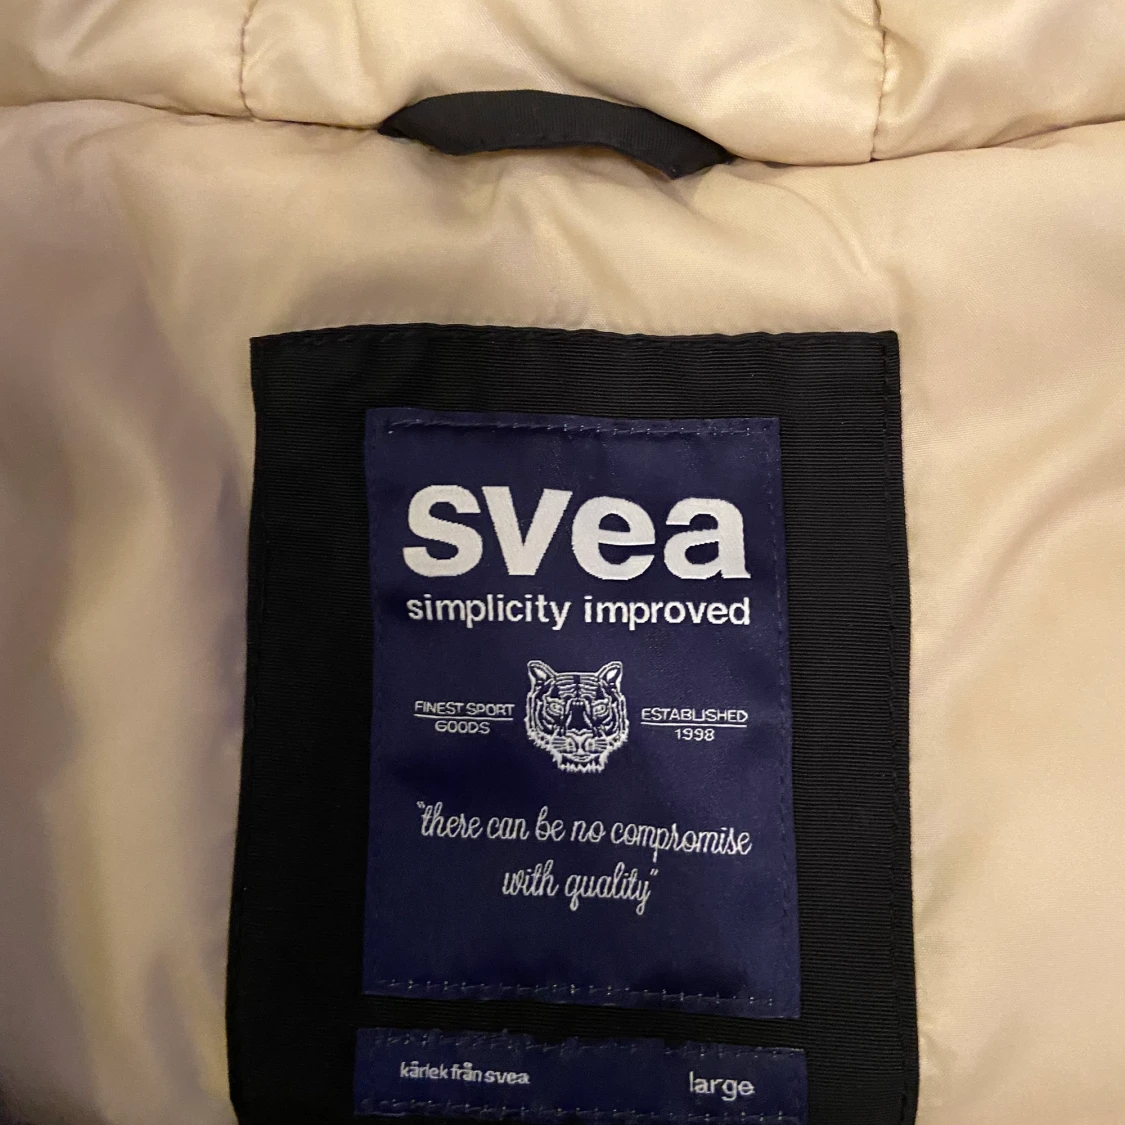 svea
simplicity improved
FINEST SPORT
GOODS
ESTABLISHED
1998
"there can be no compromise
with quality"
kärlek från svea
large